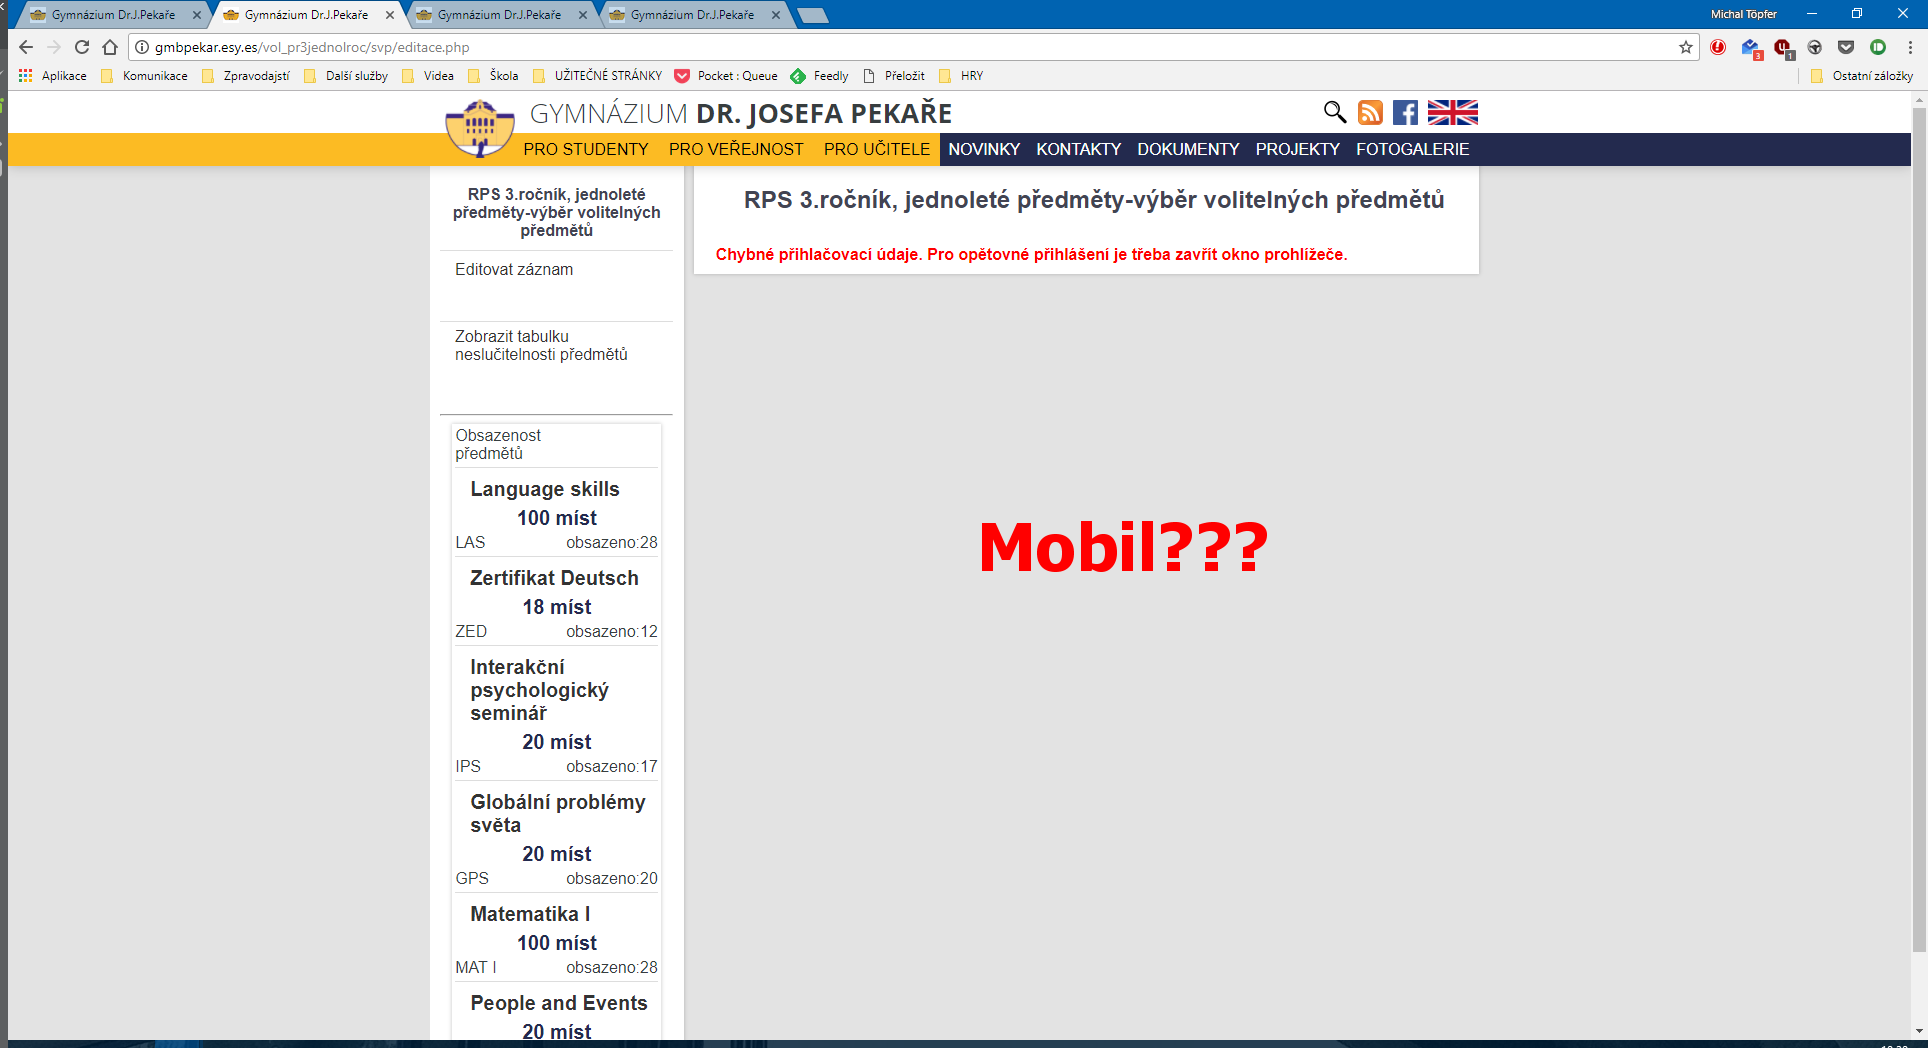 Gymnázium Dr.J.Pekaře
Gymnázium Dr.J.Pekaře
Gymnázium Dr.J.Pekaře
Gymnázium Dr.J.Pekaře
Michal Töpfer
gmbpekar.esy.es/vol_pr3jednolroc/svp/editace.php
3
1
Aplikace
Komunikace
Zpravodajstí
Další služby
Videa
Škola
UŽITEČNÉ STRÁNKY
Pocket : Queue
Feedly
Přeložit
HRY
Ostatní záložky
GYMNÁZIUM DR. JOSEFA PEKAŘE
PRO STUDENTY
PRO VEŘEJNOST
PRO UČITELE
NOVINKY
KONTAKTY
DOKUMENTY
PROJEKTY
FOTOGALERIE
RPS 3.ročník, jednoleté
předměty-výběr volitelných
předmětů
Editovat záznam
Zobrazit tabulku
neslučitelnosti předmětů
Obsazenost
předmětů
Language skills
100 míst
LAS obsazeno:28
Zertifikat Deutsch
18 míst
ZED obsazeno:12
Interakční
psychologický
seminář
20 míst
IPS obsazeno:17
Globální problémy
světa
20 míst
GPS obsazeno:20
Matematika I
100 míst
MAT I obsazeno:28
People and Events
20 míst
RPS 3.ročník, jednoleté předměty-výběr volitelných předmětů
Chybné přihlačovací údaje. Pro opětovné přihlášení je třeba zavřít okno prohlížeče.
Mobil???